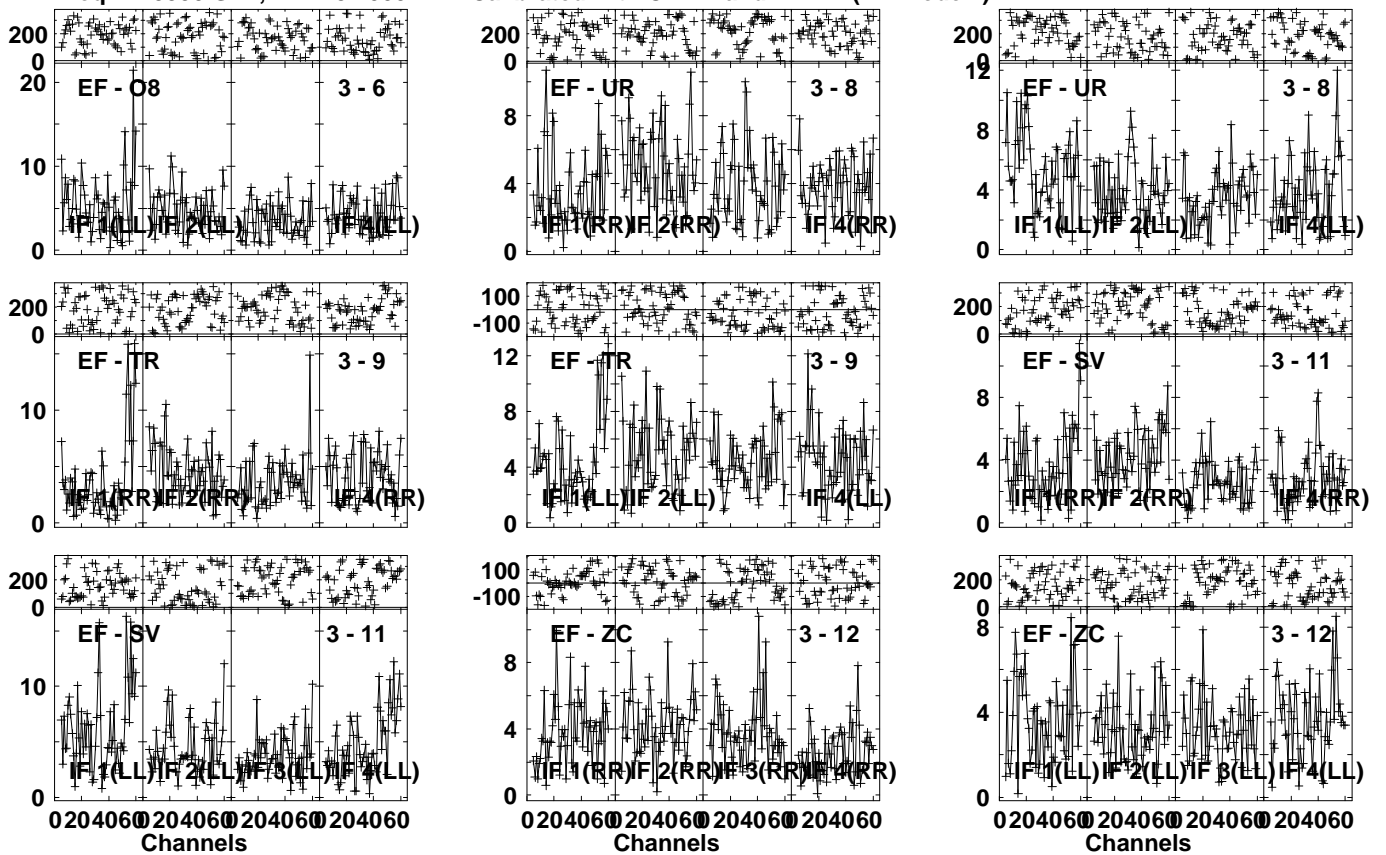 200
0
200
0
200
0
20
10
0
EF - O8
3 - 6
IF 1(LL)
IF 2(LL)
IF 4(LL)
8
4
0
EF - UR
3 - 8
IF 1(RR)
IF 2(RR)
IF 4(RR)
12
8
4
0
EF - UR
3 - 8
IF 1(LL)
IF 2(LL)
IF 4(LL)
200
0
100
-100
200
0
10
0
EF - TR
3 - 9
IF 1(RR)
IF 2(RR)
IF 4(RR)
12
8
4
0
EF - TR
3 - 9
IF 1(LL)
IF 2(LL)
IF 4(LL)
8
4
0
EF - SV
3 - 11
IF 1(RR)
IF 2(RR)
IF 4(RR)
200
0
100
-100
200
0
10
0
EF - SV
3 - 11
IF 1(LL)
IF 2(LL)
IF 3(LL)
IF 4(LL)
8
4
0
EF - ZC
3 - 12
IF 1(RR)
IF 2(RR)
IF 3(RR)
IF 4(RR)
8
4
0
EF - ZC
3 - 12
IF 1(LL)
IF 2(LL)
IF 3(LL)
IF 4(LL)
0 20 40 60 0 20 40 60 0 20 40 60 0 20 40 60
0 20 40 60 0 20 40 60 0 20 40 60 0 20 40 60
0 20 40 60 0 20 40 60 0 20 40 60 0 20 40 60
Channels
Channels
Channels